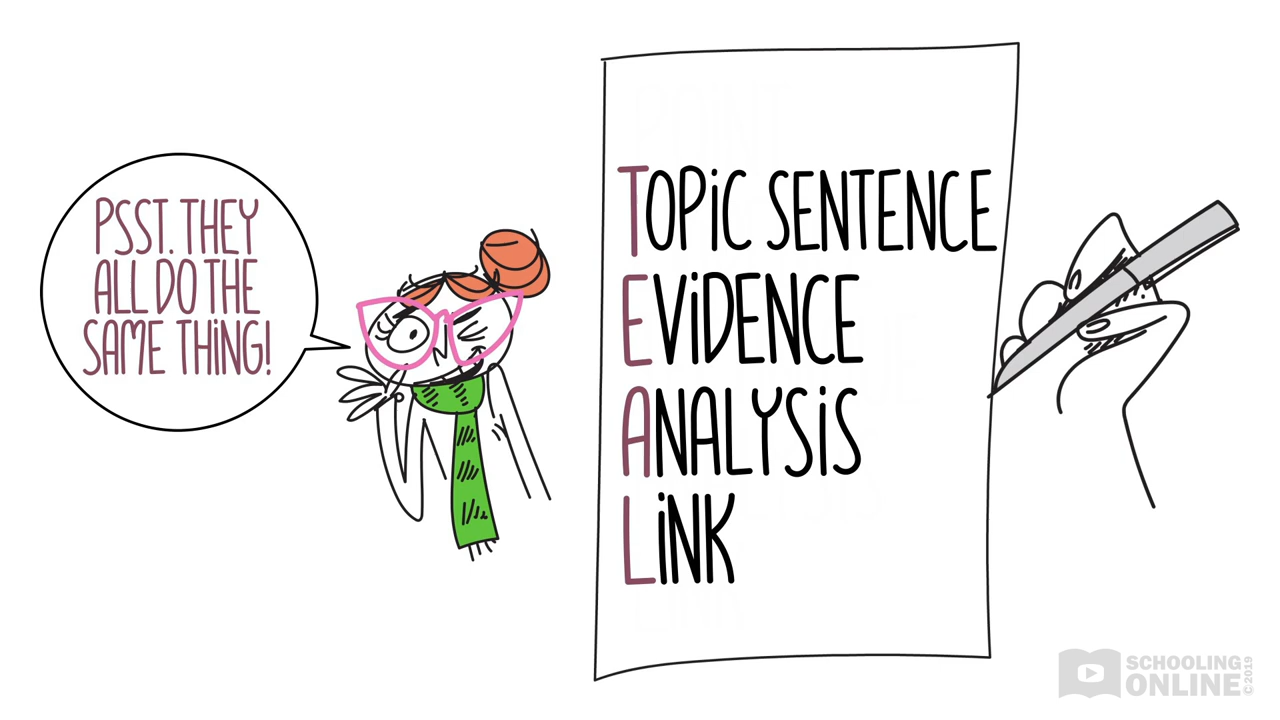 PSST. THEY
ALL DO THE
SAME THING!
TOPIC SENTENCE
EVIDENCE
ANALYSIS
LINK
SCHOOLING
ONLINE
© 2019